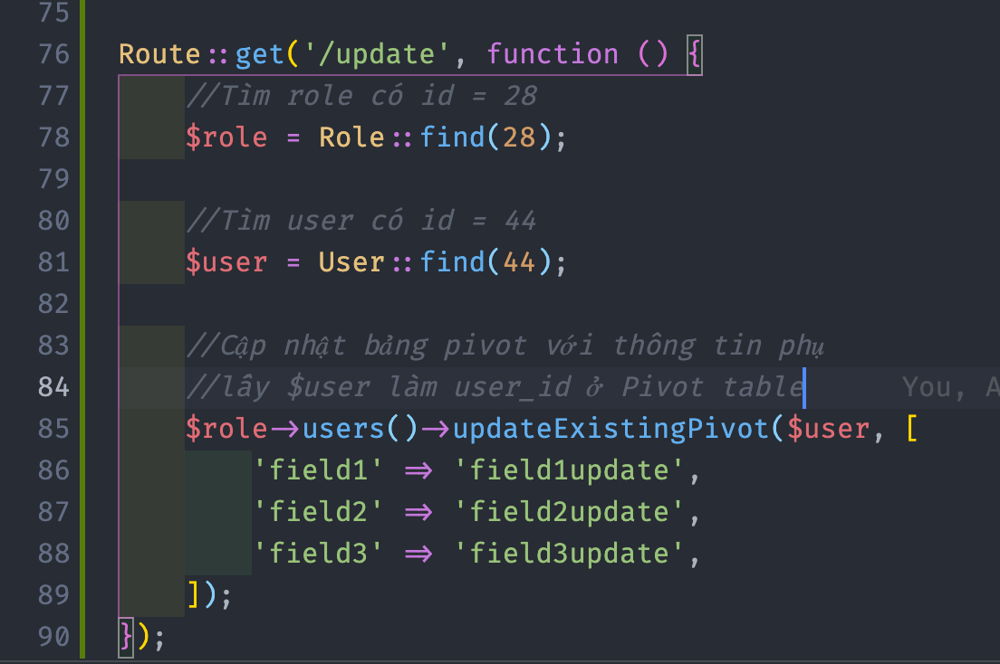 75
76 Route::get('/update', function () {
77 //Tìm role có id = 28
78 $role = Role::find(28);
79
80 //Tìm user có id = 44
81 $user = User::find(44);
82
83 //Cập nhật bảng pivot với thông tin phụ
84 //lây $user làm user_id ở Pivot table You, A
85 $role->users()->updateExistingPivot($user, [
86 'field1' => 'field1update',
87 'field2' => 'field2update',
88 'field3' => 'field3update',
89 ]);
90 });